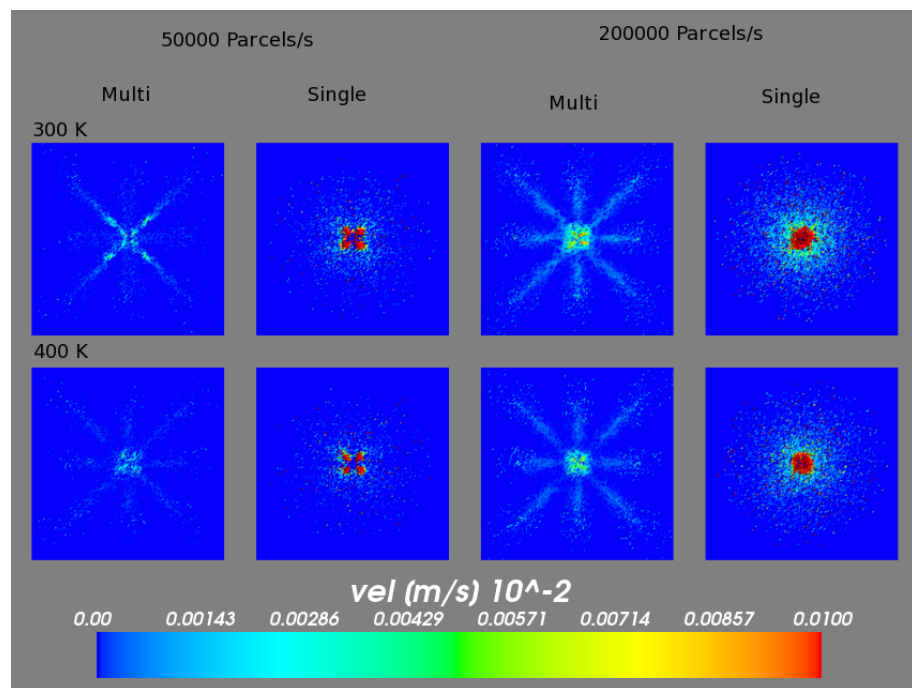 50000 Parcels/s 200000 Parcels/s
Multi Single Multi Single
300 K
400 K
vel (m/s) 10^-2
0.00 0.00143 0.00286 0.00429 0.00571 0.00714 0.00857 0.0100